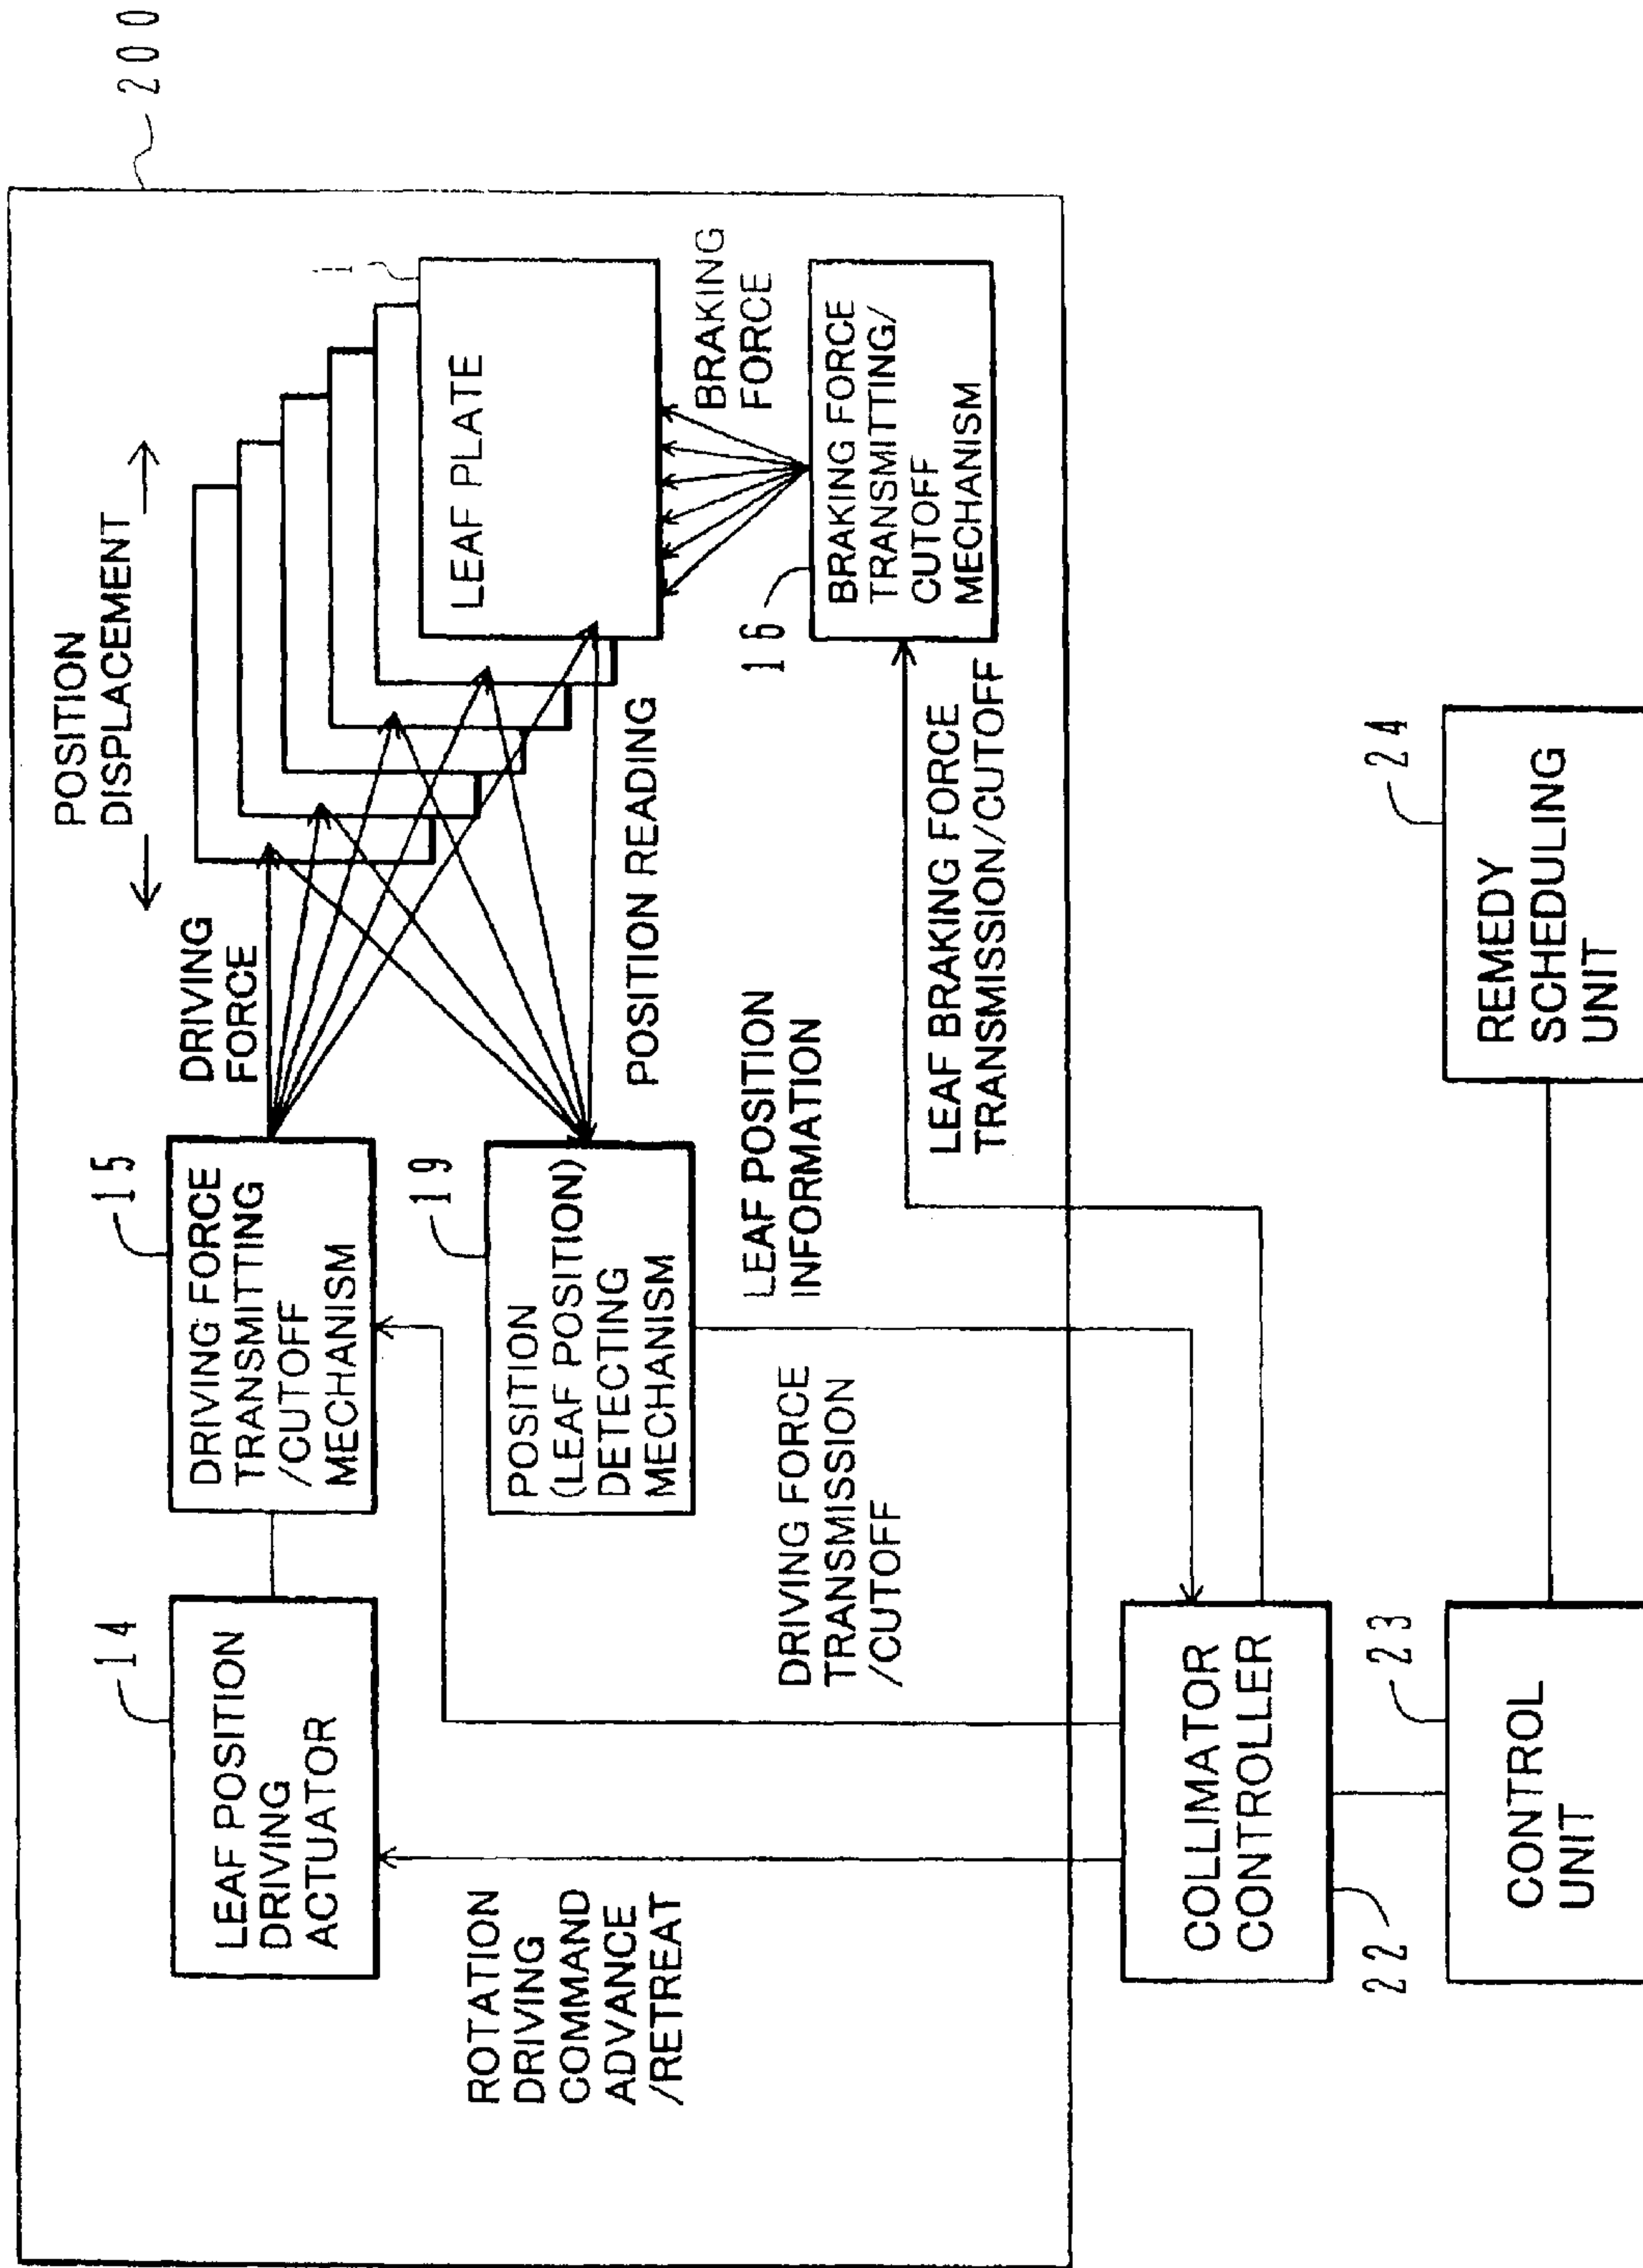 200
POSITION
DISPLACEMENT
DRIVING
FORCE
14
15
LEAF POSITION
DRIVING
ACTUATOR
DRIVING FORCE
TRANSMITTING
/CUTOFF
MECHANISM
1
LEAF PLATE
19
POSITION
(LEAF POSITION)
DETECTING
MECHANISM
POSITION READING
BRAKING
FORCE
ROTATION
DRIVING
COMMAND
ADVANCE
/RETREAT
DRIVING FORCE
TRANSMISSION
/CUTOFF
LEAF POSITION
INFORMATION
16
BRAKING FORCE
TRANSMITTING/
CUTOFF
MECHANISM
LEAF BRAKING FORCE
TRANSMISSION/CUTOFF
COLLIMATOR
CONTROLLER
22
23
CONTROL
UNIT
24
REMEDY
SCHEDULING
UNIT